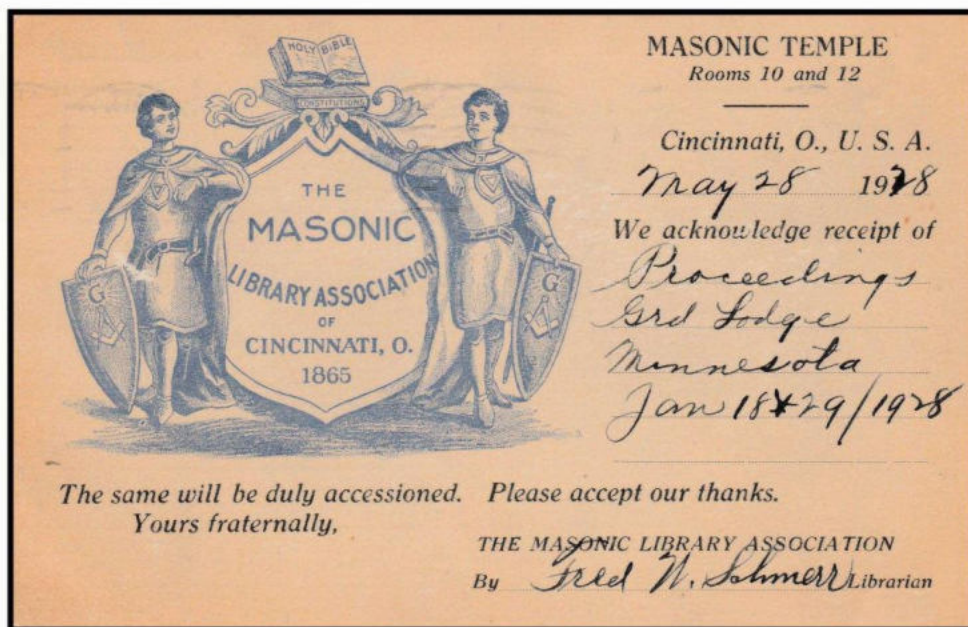 HOLY BIBLE
CONSTITUTIONS
G
G
THE
MASONIC
LIBRARY ASSOCIATION
OF
CINCINNATI, O.
1865
MASONIC TEMPLE
Rooms 10 and 12
Cincinnati, O., U. S. A.
May 28 1928
We acknowledge receipt of
Proceedings
Grd Lodge
Minnesota
Jan 18 & 29/1928
The same will be duly accessioned. Please accept our thanks.
Yours fraternally,
THE MASONIC LIBRARY ASSOCIATION
By Fred W. Librarian